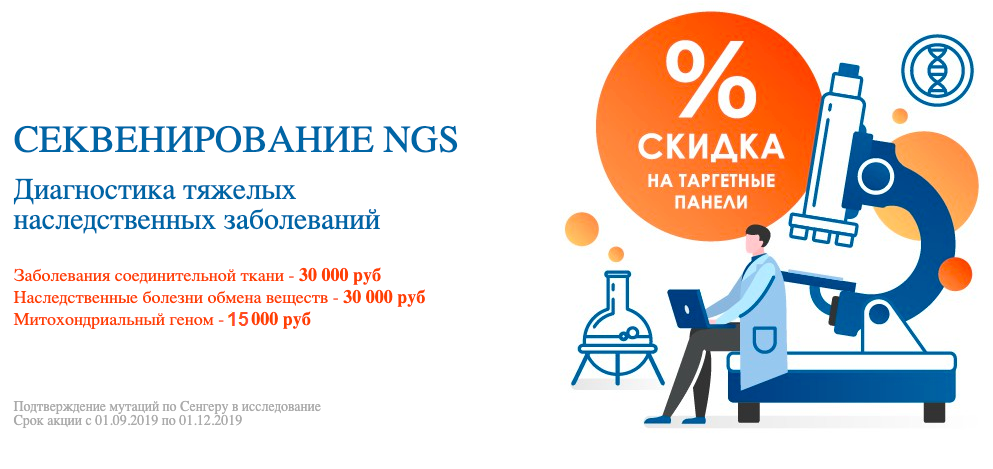 СЕКВЕНИРОВАНИЕ NGS
Диагностика тяжелых
наследственных заболеваний
Заболевания соединительной ткани - 30 000 руб
Наследственные болезни обмена веществ - 30 000 руб
Митохондриальный геном - 15 000 руб
Подтверждение мутаций по Сенгеру в исследование
Срок акции с 01.09.2019 по 01.12.2019
%
СКИДКА
НА ТАРГЕТНЫЕ
ПАНЕЛИ